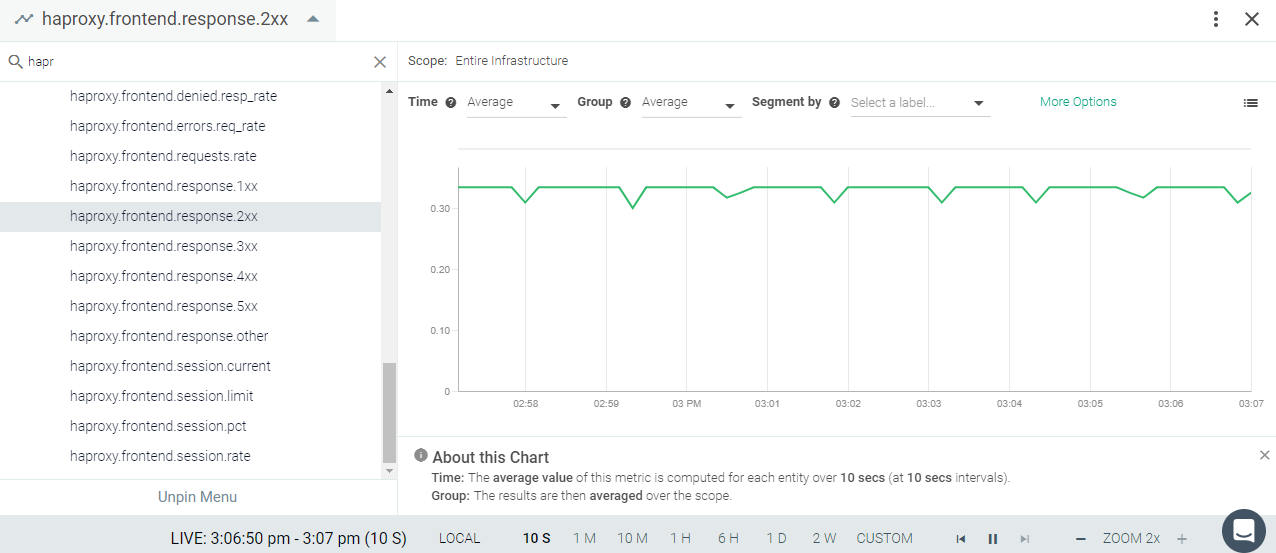 haproxy.frontend.response.2xx
hapr
haproxy.frontend.denied.resp_rate
haproxy.frontend.errors.req_rate
haproxy.frontend.requests.rate
haproxy.frontend.response.1xx
haproxy.frontend.response.2xx
haproxy.frontend.response.3xx
haproxy.frontend.response.4xx
haproxy.frontend.response.5xx
haproxy.frontend.response.other
haproxy.frontend.session.current
haproxy.frontend.session.limit
haproxy.frontend.session.pct
haproxy.frontend.session.rate
Unpin Menu
Scope: Entire Infrastructure
Time ? Average Group ? Average Segment by ? Select a label... More Options
0.30
0.20
0.10
0
02:58 02:59 03 PM 03:01 03:02 03:03 03:04 03:05 03:06 03:07
About this Chart
Time: The average value of this metric is computed for each entity over 10 secs (at 10 secs intervals).
Group: The results are then averaged over the scope.
LIVE: 3:06:50 pm - 3:07 pm (10 S) LOCAL 10 S 1 M 10 M 1 H 6 H 1 D 2 W CUSTOM ZOOM 2x